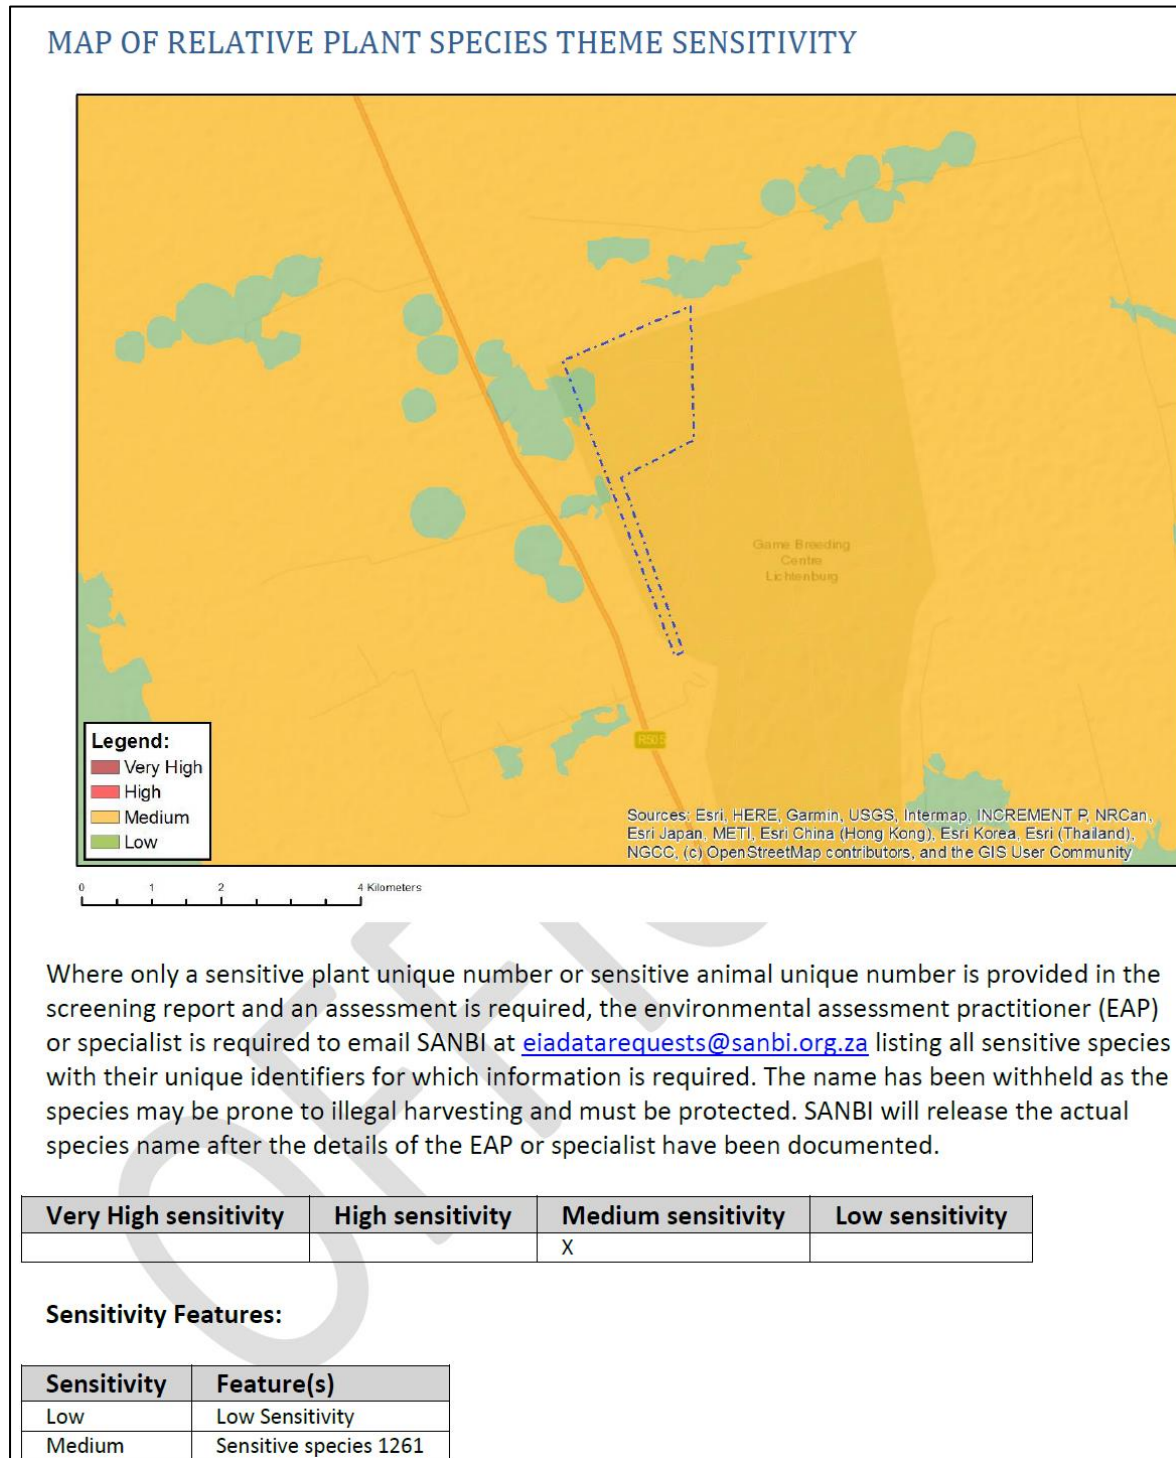 MAP OF RELATIVE PLANT SPECIES THEME SENSITIVITY
Game Breeding
Centre
Lichtenburg
R505
Legend:
Very High
High
Medium
Low
Sources: Esri, HERE, Garmin, USGS, Intermap, INCREMENT P, NRCan,
Esri Japan, METI, Esri China (Hong Kong), Esri Korea, Esri (Thailand),
NGCC, (c) OpenStreetMap contributors, and the GIS User Community
0 1 2 4 Kilometers
Where only a sensitive plant unique number or sensitive animal unique number is provided in the
screening report and an assessment is required, the environmental assessment practitioner (EAP)
or specialist is required to email SANBI at eiadatarequests@sanbi.org.za listing all sensitive species
with their unique identifiers for which information is required. The name has been withheld as the
species may be prone to illegal harvesting and must be protected. SANBI will release the actual
species name after the details of the EAP or specialist have been documented.
Very High sensitivity High sensitivity Medium sensitivity Low sensitivity
X
Sensitivity Features:
Sensitivity Feature(s)
Low Low Sensitivity
Medium Sensitive species 1261